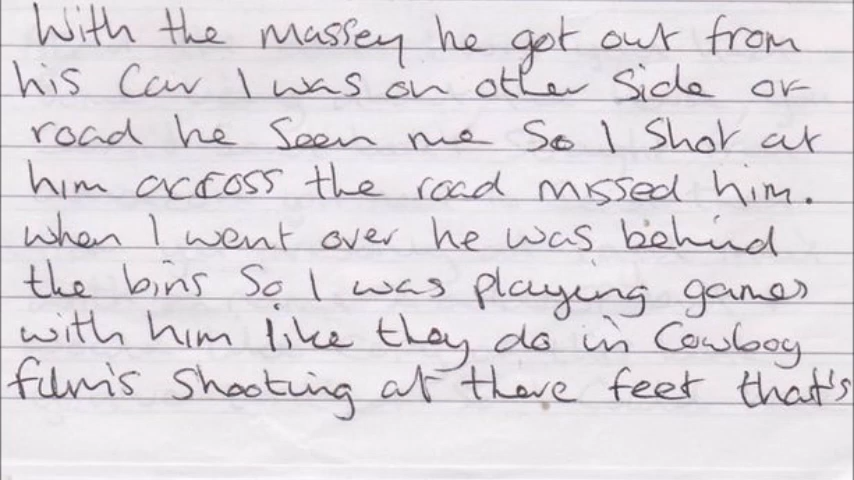 With the massey he got out from
his Car I was on other Side or
road he Seen me So I Shot at
him across the road missed him.
when I went over he was behind
the bins So I was playing games
with him like they do in Cowboy
film's Shooting at there feet that's